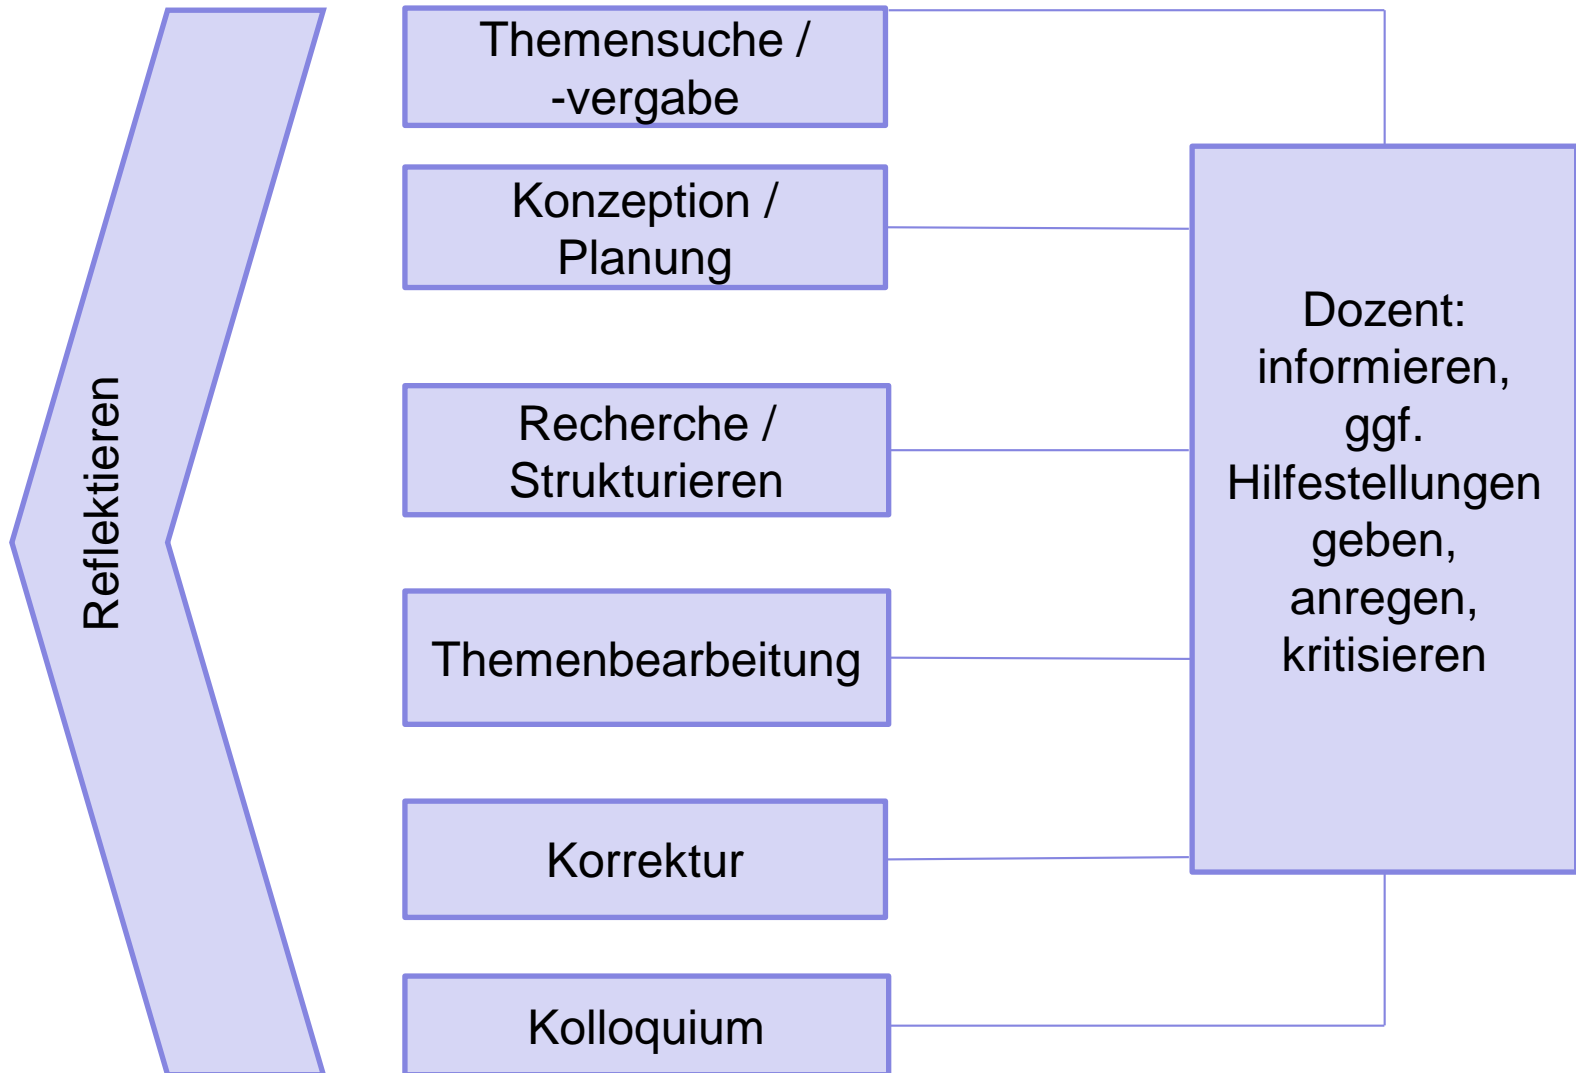 Reflektieren
Themensuche /
-vergabe
Konzeption /
Planung
Recherche /
Strukturieren
Themenbearbeitung
Korrektur
Kolloquium
Dozent:
informieren,
ggf.
Hilfestellungen
geben,
anregen,
kritisieren